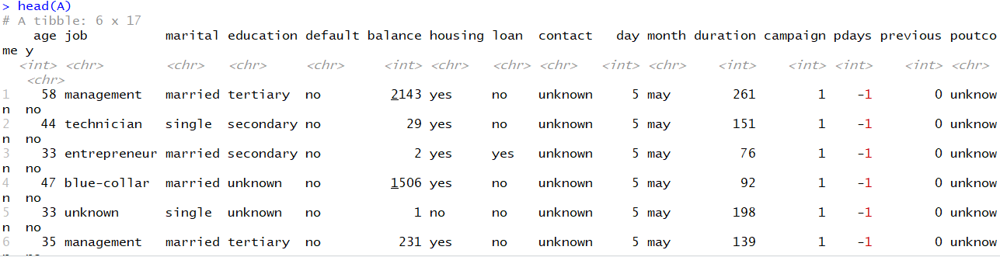 > head(A)
# A tibble: 6 x 17
age job marital education default balance housing loan contact day month duration campaign pdays previous poutco
me y
<int> <chr> <chr> <chr> <chr> <int> <chr> <chr> <chr> <int> <chr> <int> <int> <int> <int> <chr>
<chr>
1 58 management married tertiary no 2143 yes no unknown 5 may 261 1 -1 0 unknow
n no
2 44 technician single secondary no 29 yes no unknown 5 may 151 1 -1 0 unknow
n no
3 33 entrepreneur married secondary no 2 yes yes unknown 5 may 76 1 -1 0 unknow
n no
4 47 blue-collar married unknown no 1506 yes no unknown 5 may 92 1 -1 0 unknow
n no
5 33 unknown single unknown no 1 no no unknown 5 may 198 1 -1 0 unknow
n no
6 35 management married tertiary no 231 yes no unknown 5 may 139 1 -1 0 unknow
n no